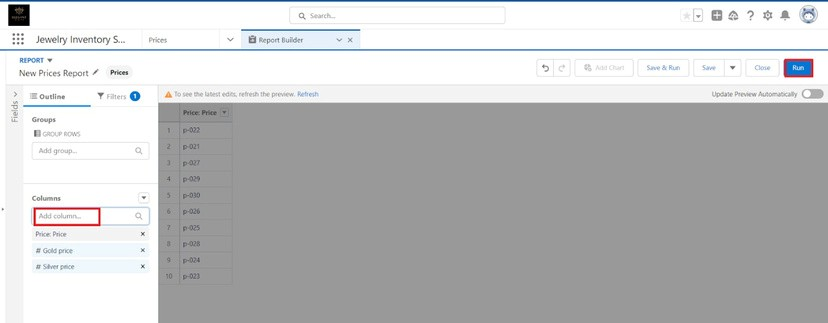 Search...
Jewelry Inventory S...
Prices
Report Builder
REPORT
New Prices Report
Prices
Add Chart
Save & Run
Save
Close
Run
Fields
Outline
Filters 1
To see the latest edits, refresh the preview. Refresh
Update Preview Automatically
Groups
GROUP ROWS
Add group...
Columns
Add column...
Price: Price
# Gold price
# Silver price
Price: Price
1 p-022
2 p-021
3 p-027
4 p-029
5 p-030
6 p-026
7 p-025
8 p-028
9 p-024
10 p-023